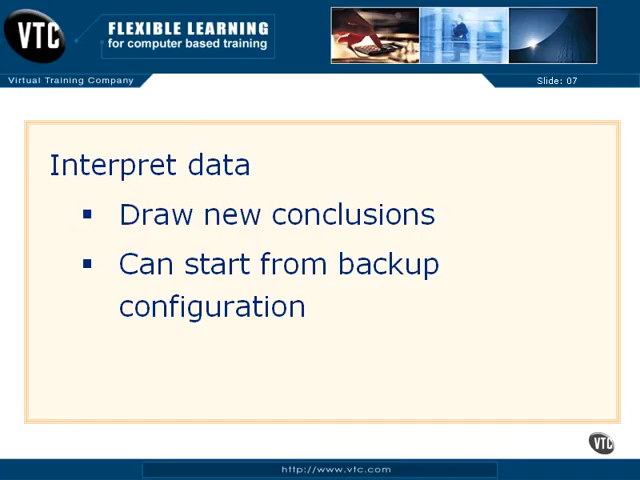 VTC
FLEXIBLE LEARNING
for computer based training
Virtual Training Company
Slide: 07
Interpret data
Draw new conclusions
Can start from backup
configuration
VTC
http://www.vtc.com